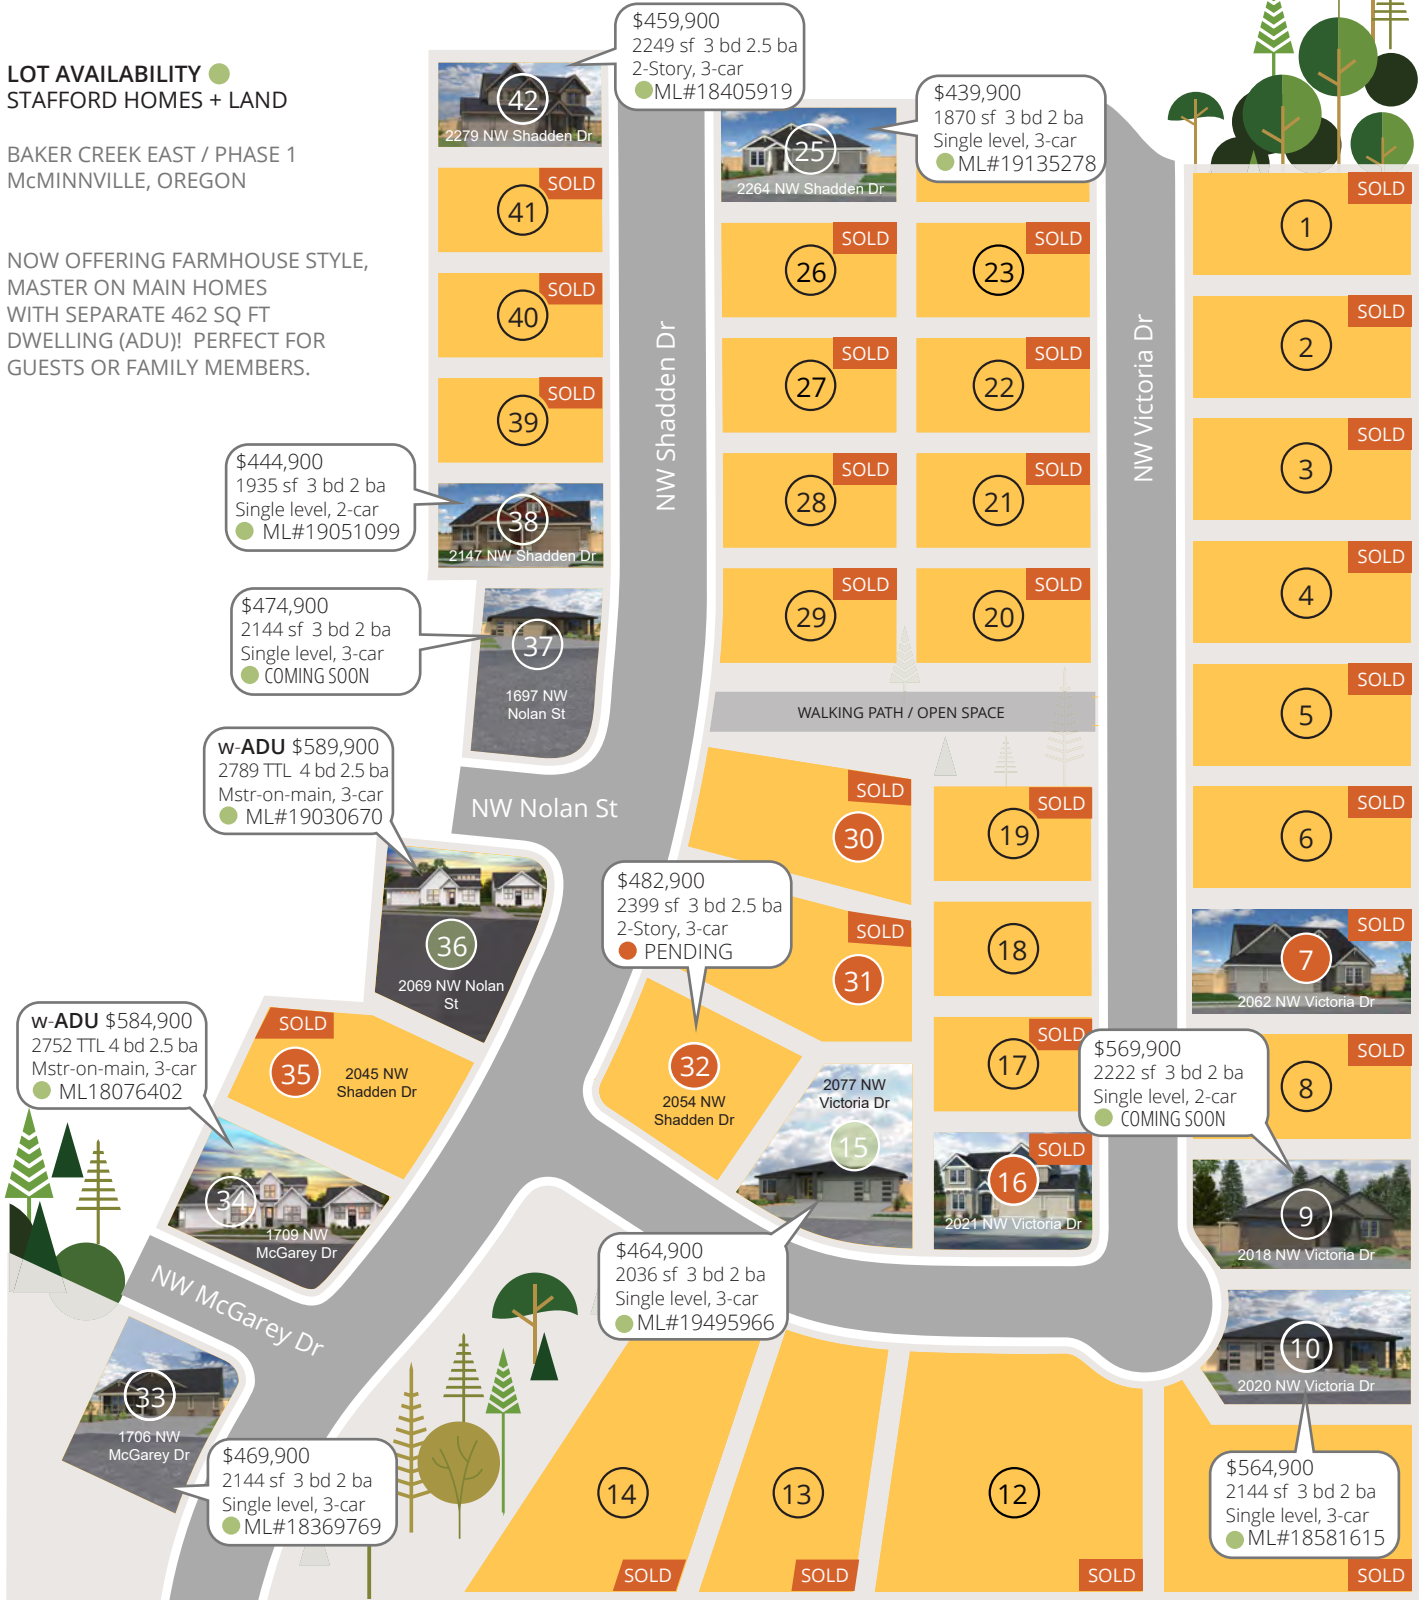 LOT AVAILABILITY
STAFFORD HOMES + LAND
BAKER CREEK EAST / PHASE 1
McMINNVILLE, OREGON
NOW OFFERING FARMHOUSE STYLE,
MASTER ON MAIN HOMES
WITH SEPARATE 462 SQ FT
DWELLING (ADU)! PERFECT FOR
GUESTS OR FAMILY MEMBERS.
$459,900
2249 sf 3 bd 2.5 ba
2-Story, 3-car
ML#18405919
42
2279 NW Shadden Dr
SOLD
41
SOLD
40
SOLD
39
$444,900
1935 sf 3 bd 2 ba
Single level, 2-car
ML#19051099
38
2147 NW Shadden Dr
$474,900
2144 sf 3 bd 2 ba
Single level, 3-car
COMING SOON
37
1697 NW
Nolan St
w-ADU $589,900
2789 TTL 4 bd 2.5 ba
Mstr-on-main, 3-car
ML#19030670
36
2069 NW Nolan
St
w-ADU $584,900
2752 TTL 4 bd 2.5 ba
Mstr-on-main, 3-car
ML18076402
SOLD
35
2045 NW
Shadden Dr
34
1709 NW
McGarey Dr
NW McGarey Dr
33
1706 NW
McGarey Dr
$469,900
2144 sf 3 bd 2 ba
Single level, 3-car
ML#18369769
NW Shadden Dr
NW Nolan St
$439,900
1870 sf 3 bd 2 ba
Single level, 3-car
ML#19135278
25
2264 NW Shadden Dr
SOLD
26
SOLD
23
SOLD
27
SOLD
22
SOLD
28
SOLD
21
SOLD
29
SOLD
20
WALKING PATH / OPEN SPACE
SOLD
30
SOLD
19
SOLD
31
18
$482,900
2399 sf 3 bd 2.5 ba
2-Story, 3-car
PENDING
32
2054 NW
Shadden Dr
2077 NW
Victoria Dr
15
SOLD
17
SOLD
16
2021 NW Victoria Dr
$464,900
2036 sf 3 bd 2 ba
Single level, 3-car
ML#19495966
NW Victoria Dr
SOLD
1
SOLD
2
SOLD
3
SOLD
4
SOLD
5
SOLD
6
SOLD
7
2062 NW Victoria Dr
SOLD
8
$569,900
2222 sf 3 bd 2 ba
Single level, 2-car
COMING SOON
9
2018 NW Victoria Dr
10
2020 NW Victoria Dr
$564,900
2144 sf 3 bd 2 ba
Single level, 3-car
ML#18581615
14
SOLD
13
SOLD
12
SOLD
SOLD